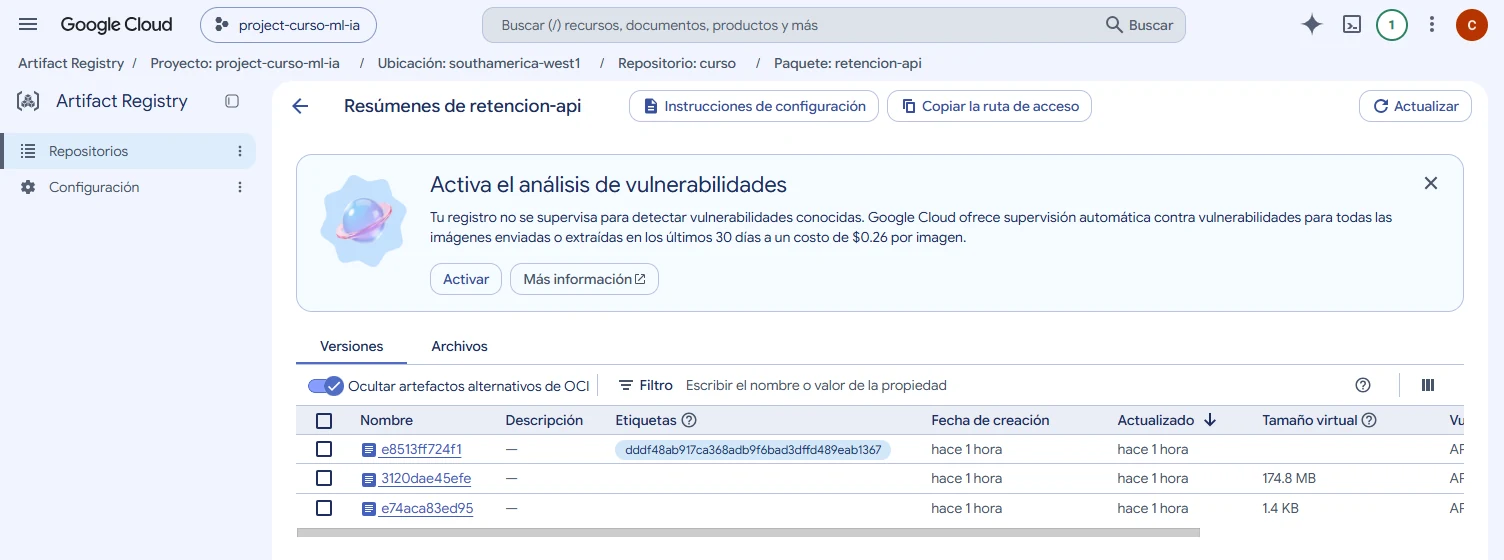 Google Cloud
project-curso-ml-ia
Buscar (/) recursos, documentos, productos y más
Buscar
1
C
Artifact Registry / Proyecto: project-curso-ml-ia / Ubicación: southamerica-west1 / Repositorio: curso / Paquete: retencion-api
Artifact Registry
Repositorios
Configuración
Resúmenes de retencion-api
Instrucciones de configuración
Copiar la ruta de acceso
Actualizar
Activa el análisis de vulnerabilidades
Tu registro no se supervisa para detectar vulnerabilidades conocidas. Google Cloud ofrece supervisión automática contra vulnerabilidades para todas las
imágenes enviadas o extraídas en los últimos 30 días a un costo de $0.26 por imagen.
Activar
Más información
Versiones Archivos
Ocultar artefactos alternativos de OCI
Filtro Escribir el nombre o valor de la propiedad
Nombre Descripción Etiquetas Fecha de creación Actualizado Tamaño virtual Vu
e8513ff724f1 — dddf48ab917ca368adb9f6bad3dffd489eab1367 hace 1 hora hace 1 hora AF
3120dae45efe — hace 1 hora hace 1 hora 174.8 MB AF
e74aca83ed95 — hace 1 hora hace 1 hora 1.4 KB AF